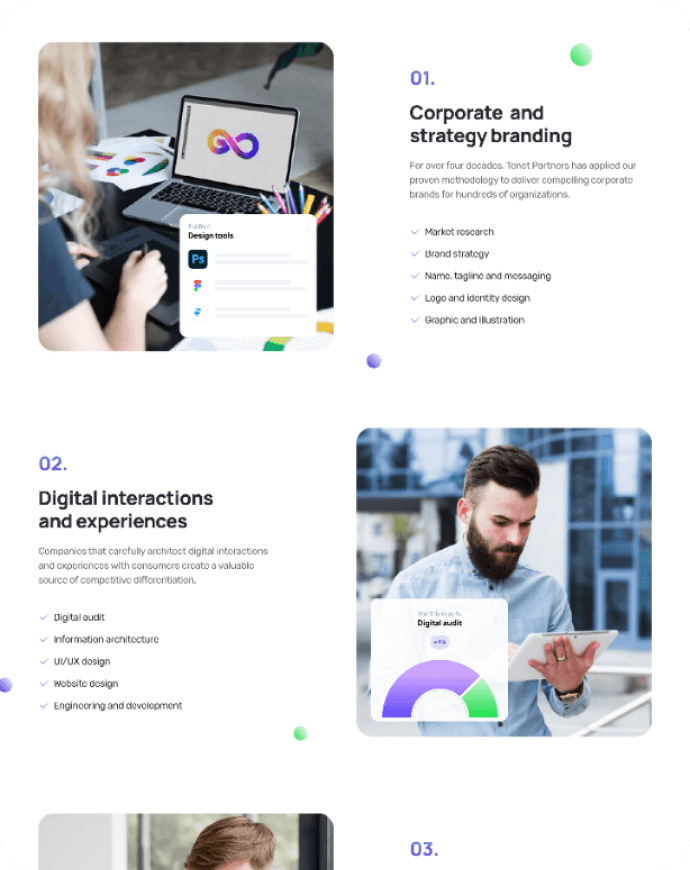 01.
Corporate and
strategy branding
For over four decades, Tonet Partners has applied our
proven methodology to deliver compelling corporate
brands for hundreds of organizations.
Market research
Brand strategy
Name, tagline and messaging
Logo and identity design
Graphic and Illustration
Design tools
Ps
02.
Digital interactions
and experiences
Companies that carefully architect digital interactions
and experiences with consumers create a valuable
source of competitive differentiation.
Digital audit
Information architecture
UI/UX design
Website design
Engineering and development
Monthly reports
Digital audit
03.